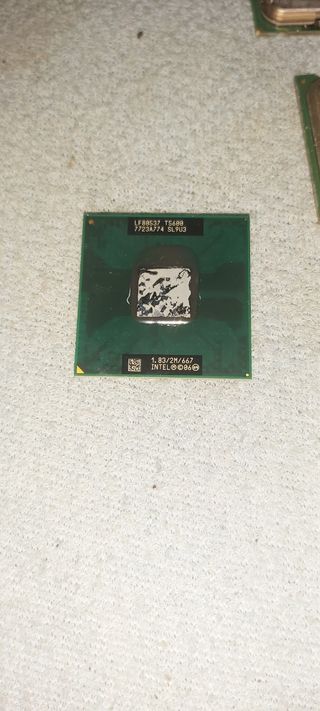 LF80537 T5600
7723A774 SL9U3
1.83/2M/667
INTEL®©06 ⓔ